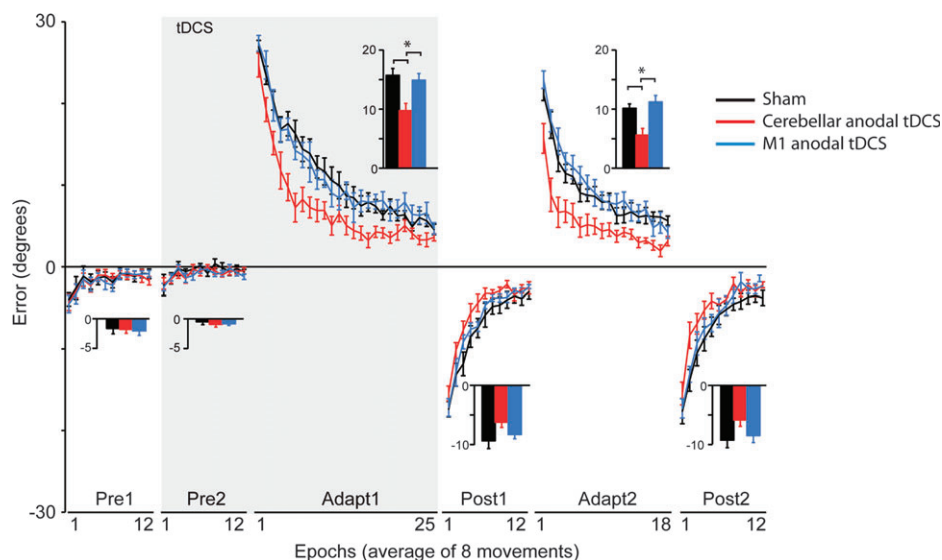 30
tDCS
20
*
10
0
20
*
10
0
Sham
Cerebellar anodal tDCS
M1 anodal tDCS
Error (degrees)
0
0
-5
0
-5
0
-10
0
-10
-30
Pre1
Pre2
Adapt1
Post1
Adapt2
Post2
1 12 1 12 1 25 1 12 1 18 1 12
Epochs (average of 8 movements)